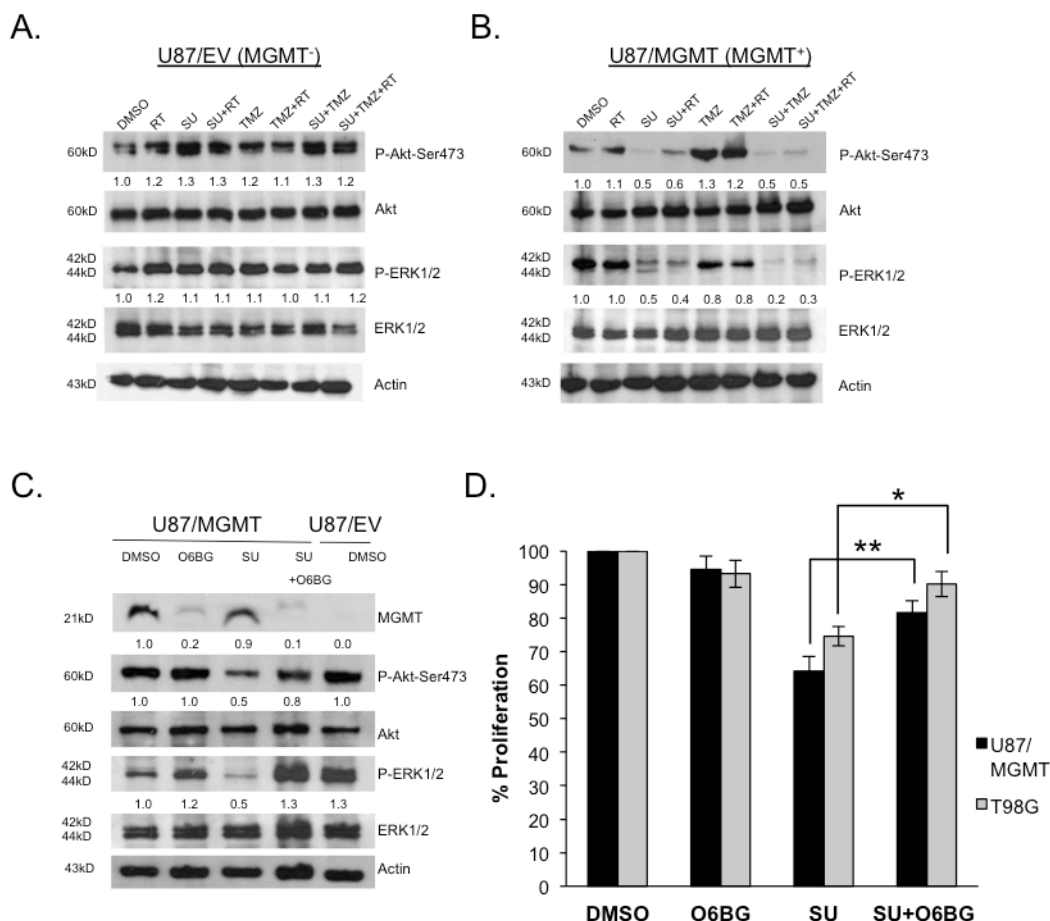 A.
U87/EV (MGMT-)
DMSO RT SU SU+RT TMZ TMZ+RT SU+TMZ SU+TMZ+RT
60kD P-Akt-Ser473
1.0 1.2 1.3 1.3 1.2 1.1 1.3 1.2
60kD Akt
42kD
44kD P-ERK1/2
1.0 1.2 1.1 1.1 1.1 1.0 1.1 1.2
42kD
44kD ERK1/2
43kD Actin
B.
U87/MGMT (MGMT+)
DMSO RT SU SU+RT TMZ TMZ+RT SU+TMZ SU+TMZ+RT
60kD P-Akt-Ser473
1.0 1.1 0.5 0.6 1.3 1.2 0.5 0.5
60kD Akt
42kD
44kD P-ERK1/2
1.0 1.0 0.5 0.4 0.8 0.8 0.2 0.3
42kD
44kD ERK1/2
43kD Actin
C.
U87/MGMT U87/EV
DMSO O6BG SU SU DMSO
+O6BG
21kD MGMT
1.0 0.2 0.9 0.1 0.0
60kD P-Akt-Ser473
1.0 1.0 0.5 0.8 1.0
60kD Akt
42kD
44kD P-ERK1/2
1.0 1.2 0.5 1.3 1.3
42kD
44kD ERK1/2
43kD Actin
D.
*
**
% Proliferation
100
90
80
70
60
50
40
30
20
10
0
DMSO O6BG SU SU+O6BG
U87/
MGMT
T98G